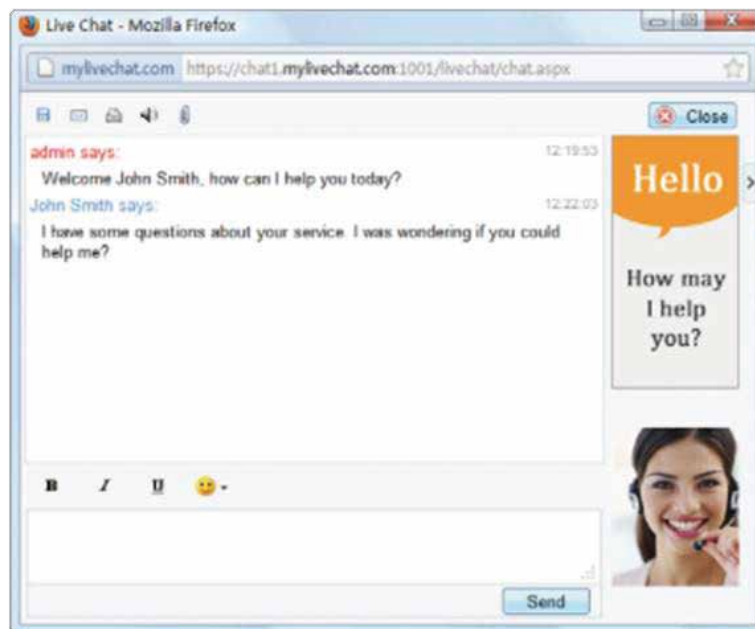 Live Chat - Mozilla Firefox
mylivechat.com https://chat1.mylivechat.com:1001/livechat/chat.aspx
Close
admin says: 12:19:53
Welcome John Smith, how can I help you today?
John Smith says: 12:22:03
I have some questions about your service. I was wondering if you could
help me?
Hello
How may
I help
you?
B I U
Send